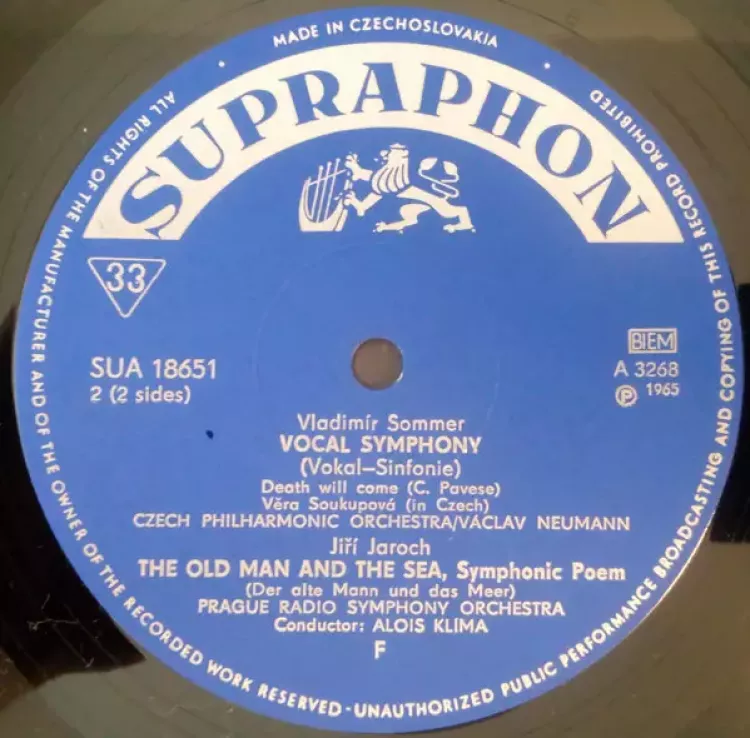 MADE IN CZECHOSLOVAKIA
SUPRAPHON
33
SUA 18651
2 (2 sides)
BIEM
A 3268
Ⓟ 1965
Vladimír Sommer
VOCAL SYMPHONY
(Vokal–Sinfonie)
Death will come (C. Pavese)
Věra Soukupová (in Czech)
CZECH PHILHARMONIC ORCHESTRA/VÁCLAV NEUMANN
Jiří Jaroch
THE OLD MAN AND THE SEA, Symphonic Poem
(Der alte Mann und das Meer)
PRAGUE RADIO SYMPHONY ORCHESTRA
Conductor: ALOIS KLIMA
F
ALL RIGHTS OF THE MANUFACTURER AND OF THE OWNER OF THE RECORDED WORK RESERVED - UNAUTHORIZED PUBLIC PERFORMANCE BROADCASTING AND COPYING OF THIS RECORD PROHIBITED